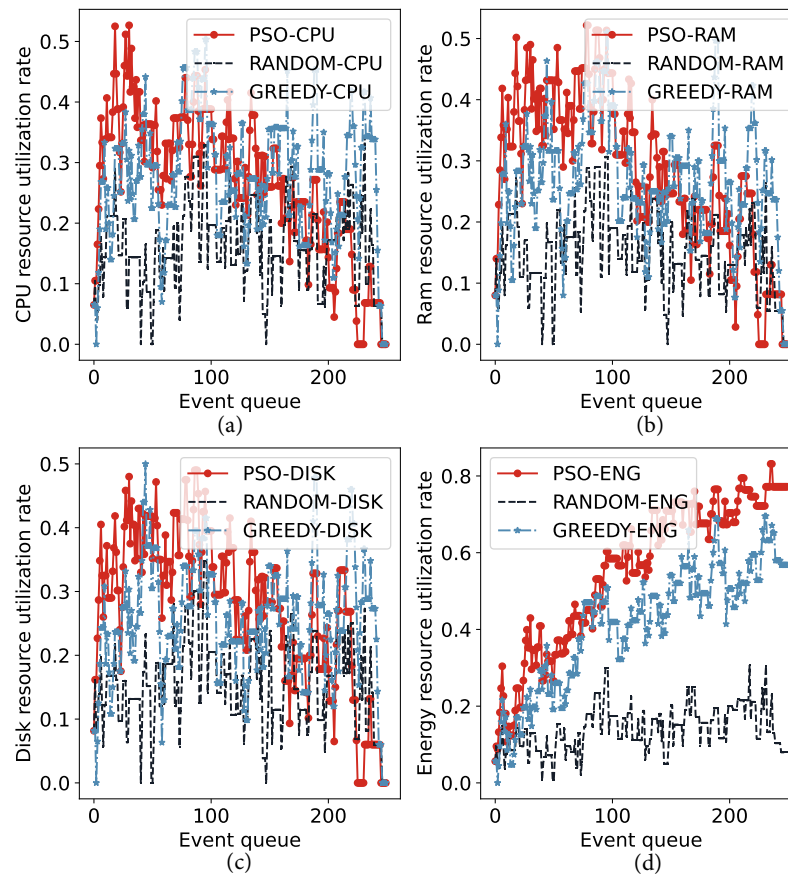 CPU resource utilization rate
0.5
0.4
0.3
0.2
0.1
0.0
PSO-CPU
RANDOM-CPU
GREEDY-CPU
0
100
200
Event queue
(a)
Ram resource utilization rate
0.5
0.4
0.3
0.2
0.1
0.0
PSO-RAM
RANDOM-RAM
GREEDY-RAM
0
100
200
Event queue
(b)
Disk resource utilization rate
0.5
0.4
0.3
0.2
0.1
0.0
PSO-DISK
RANDOM-DISK
GREEDY-DISK
0
100
200
Event queue
(c)
Energy resource utilization rate
0.8
0.6
0.4
0.2
0.0
PSO-ENG
RANDOM-ENG
GREEDY-ENG
0
100
200
Event queue
(d)